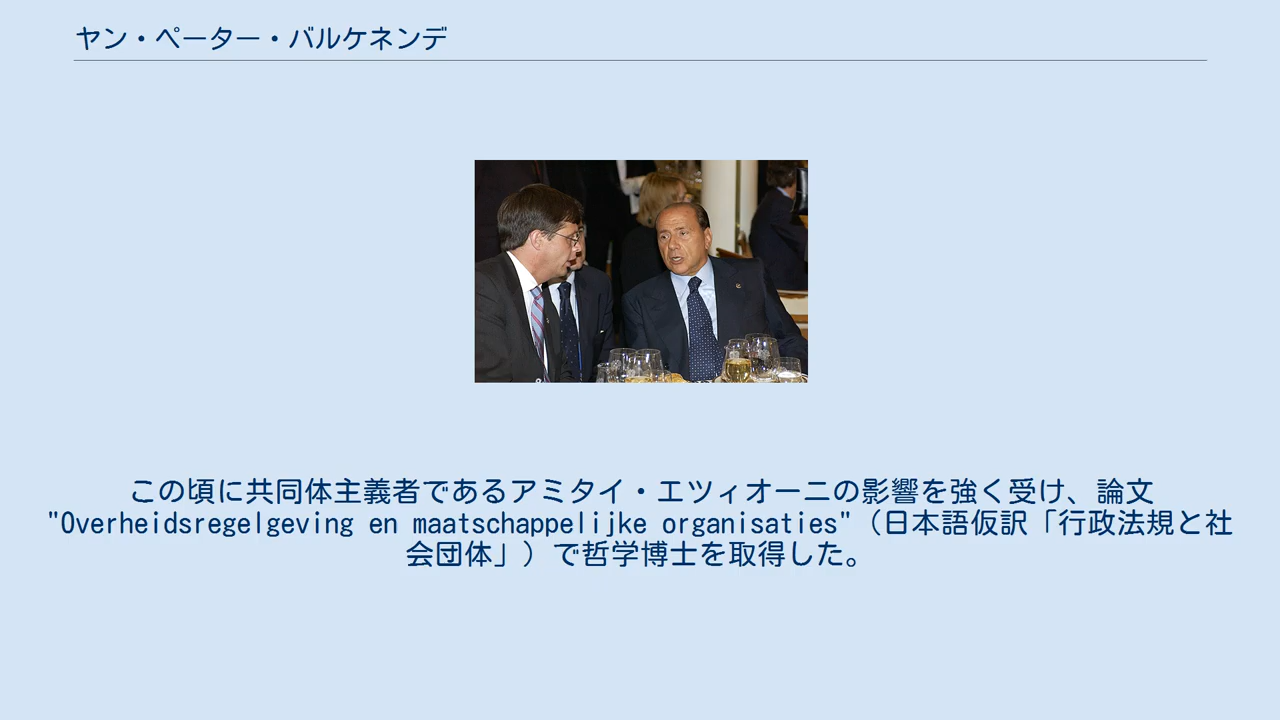 ヤン・ペーター・バルケネンデ
この頃に共同体主義者であるアミタイ・エツィオーニの影響を強く受け、論文
"Overheidsregelgeving en maatschappelijke organisaties"（日本語仮訳「行政法規と社
会団体」）で哲学博士を取得した。